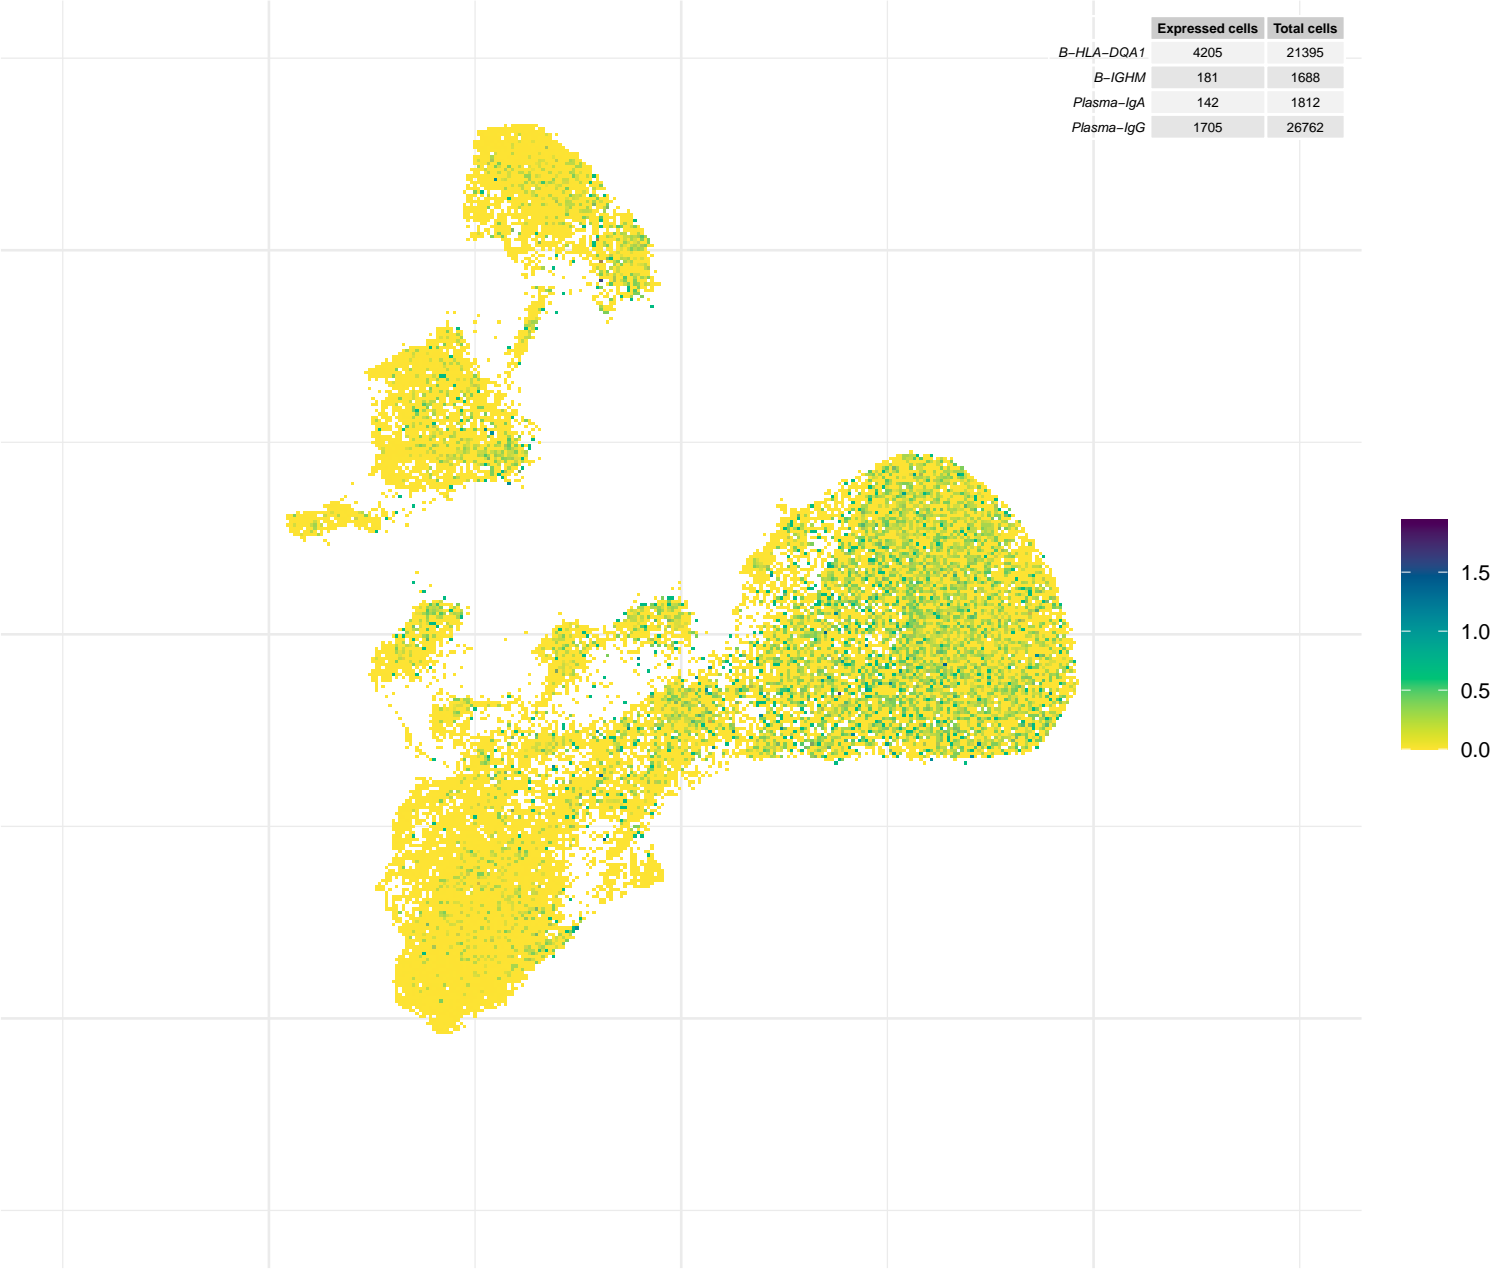 Expressed cells Total cells
B−HLA−DQA1 4205 21395
B−IGHM 181 1688
Plasma−IgA 142 1812
Plasma−IgG 1705 26762
1.5
1.0
0.5
0.0